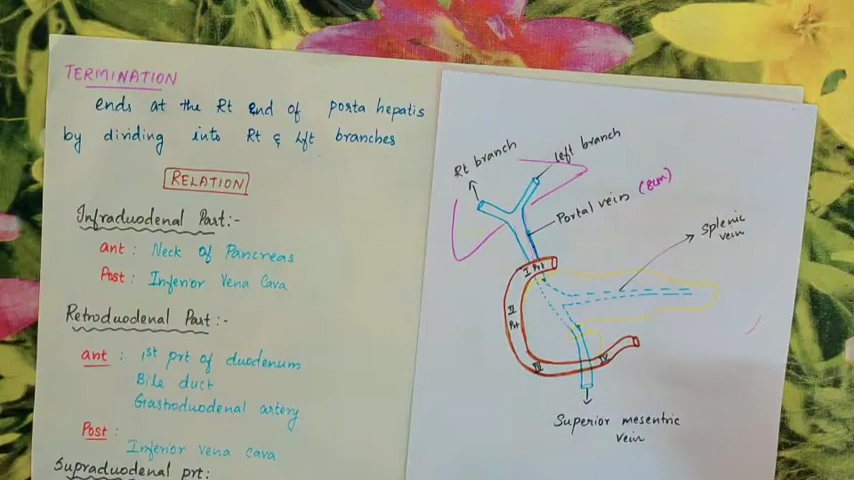 TERMINATION
ends at the Rt end of porta hepatis
by dividing into Rt & Lft branches
RELATION
Infraduodenal Part:-
ant: Neck of Pancreas
Post: Inferior Vena Cava
Retroduodenal Part:-
ant: 1st prt of duodenum
Bile duct
Gastroduodenal artery
Post:
Inferior vena cava
Supraduodenal prt:
Rt branch
left branch
Portal vein (8cm)
Splenic
vein
I Prt
II
Prt
III
IV
Superior mesentric
vein